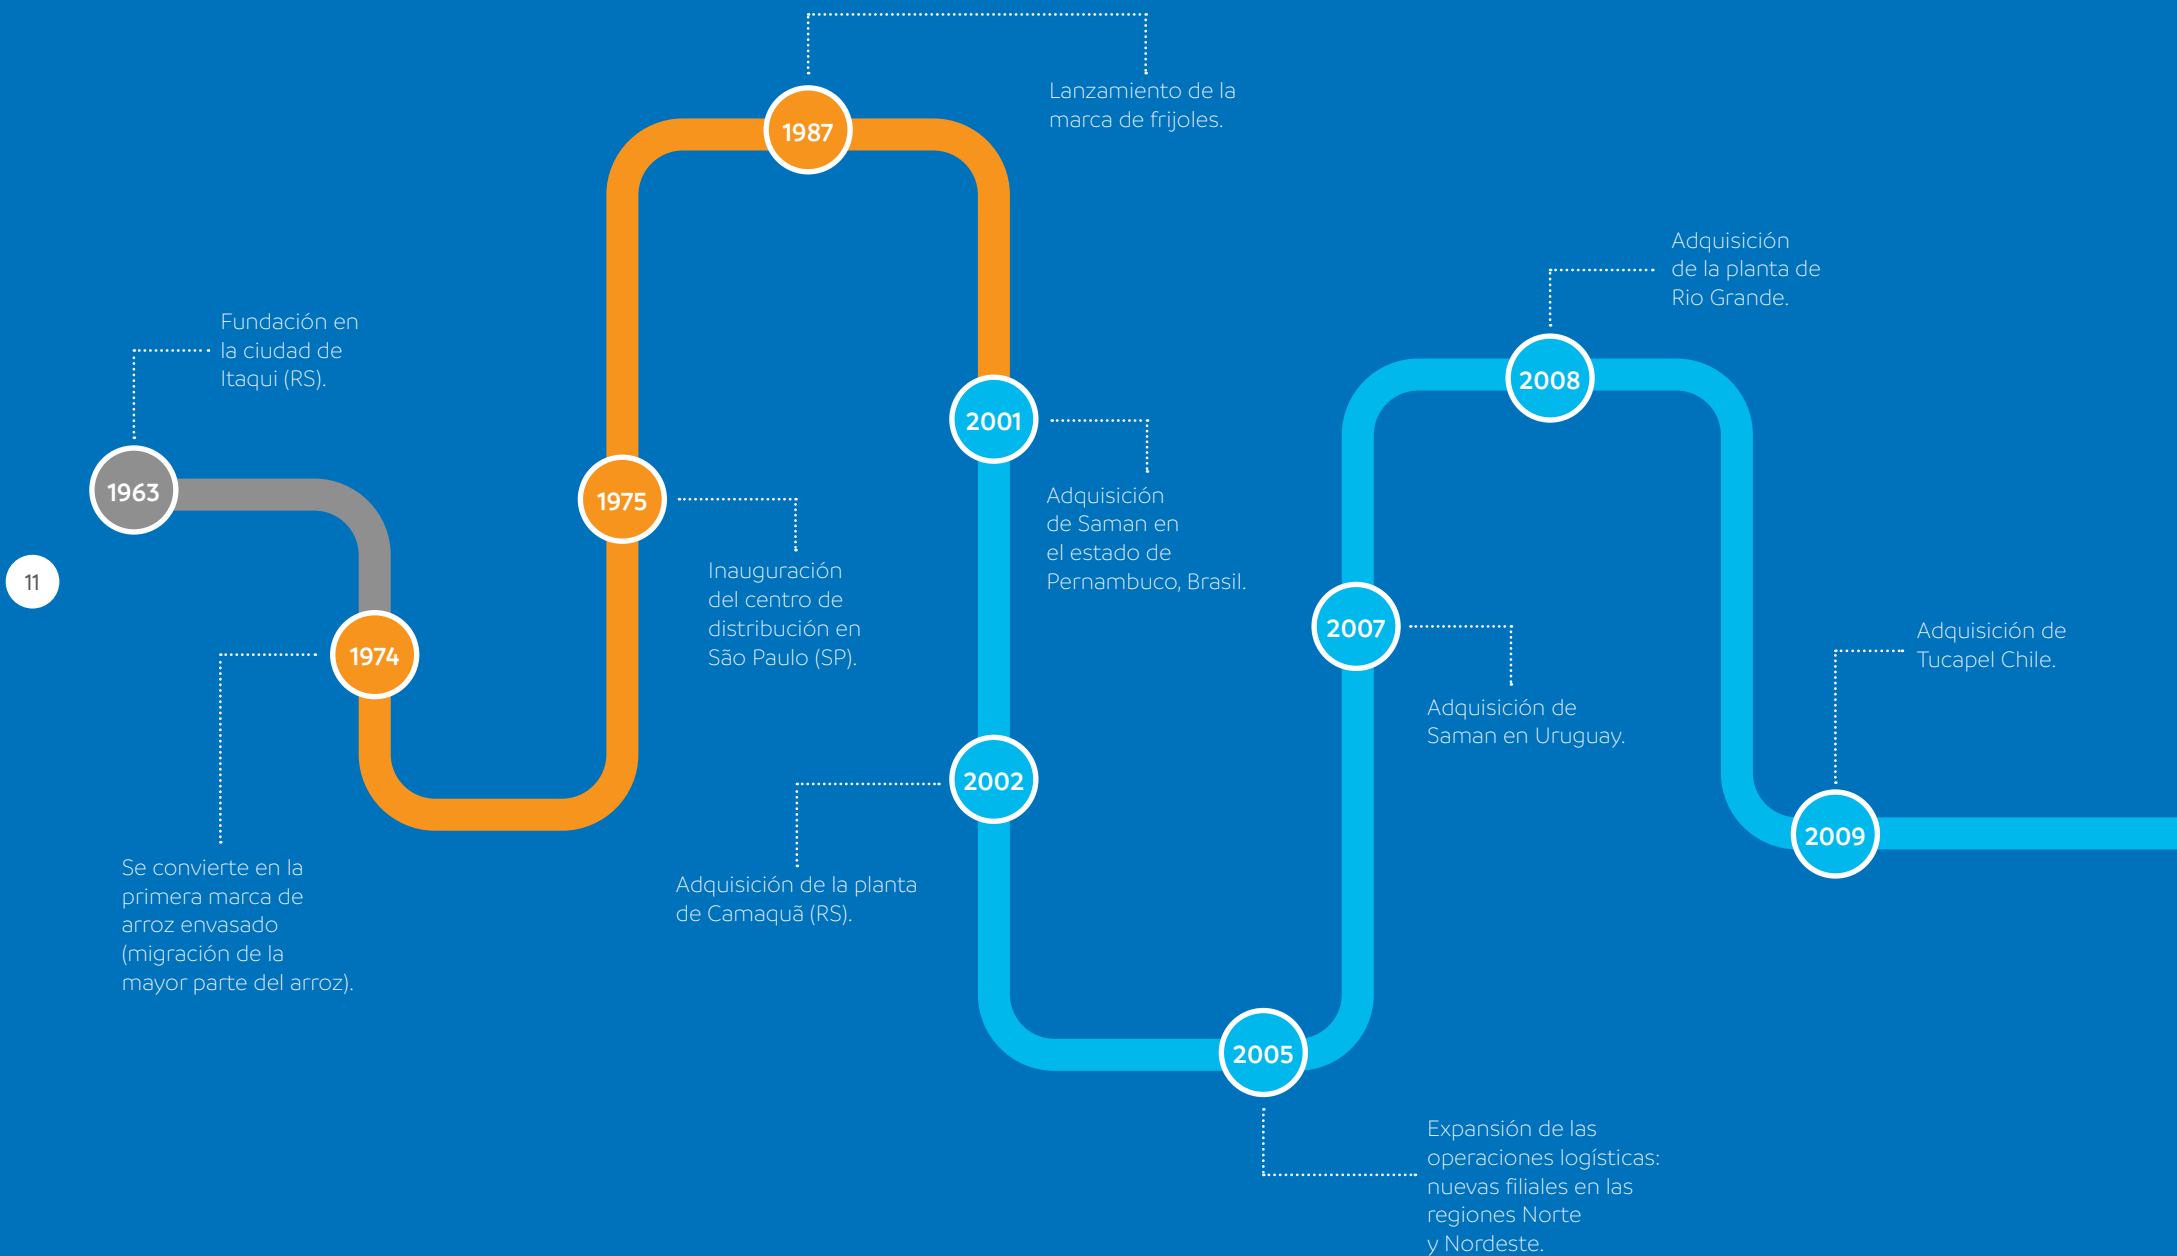 1963
Fundación en
la ciudad de
Itaqui (RS).
1974
Se convierte en la
primera marca de
arroz envasado
(migración de la
mayor parte del arroz).
1975
Inauguración
del centro de
distribución en
São Paulo (SP).
1987
Lanzamiento de la
marca de frijoles.
2001
Adquisición
de Saman en
el estado de
Pernambuco, Brasil.
2002
Adquisición de la planta
de Camaquã (RS).
2005
Expansión de las
operaciones logísticas:
nuevas filiales en las
regiones Norte
y Nordeste.
2007
Adquisición de
Saman en Uruguay.
2008
Adquisición
de la planta de
Rio Grande.
2009
Adquisición de
Tucapel Chile.
11